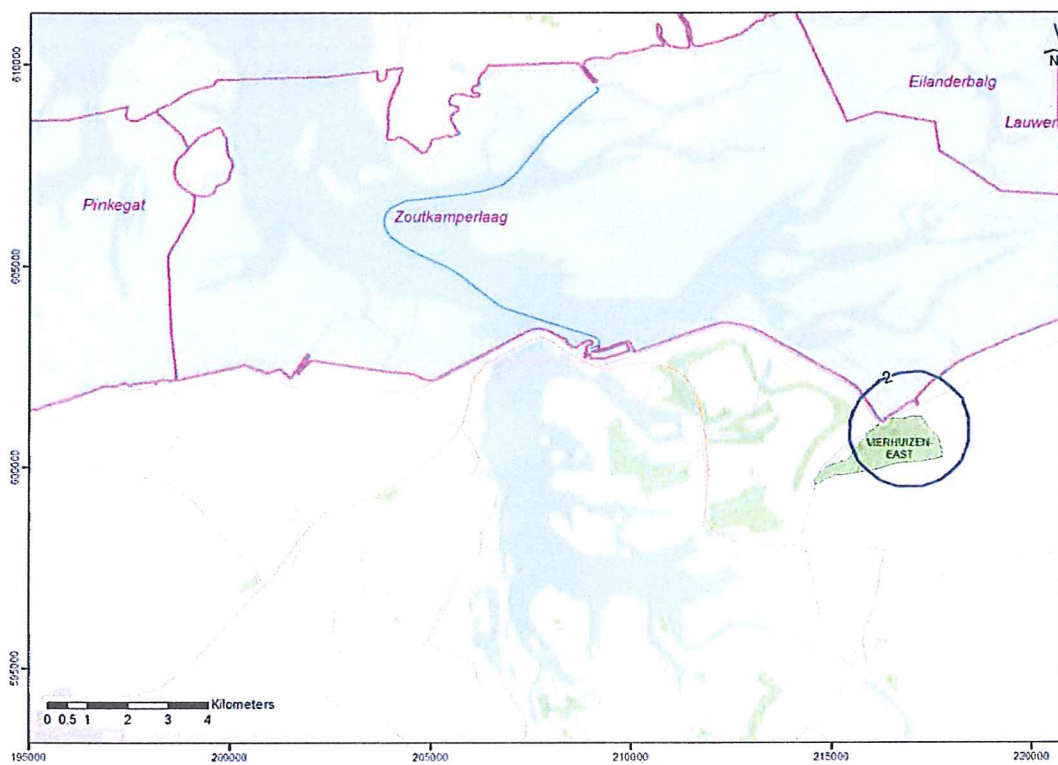 610000
N
Eilanderbalg
Lauwer
Pinkegat
Zoutkamperlaag
605000
2
VIERHUIZEN-
EAST
600000
595000
Kilometers
0 0.5 1 2 3 4
195000 200000 205000 210000 215000 220000